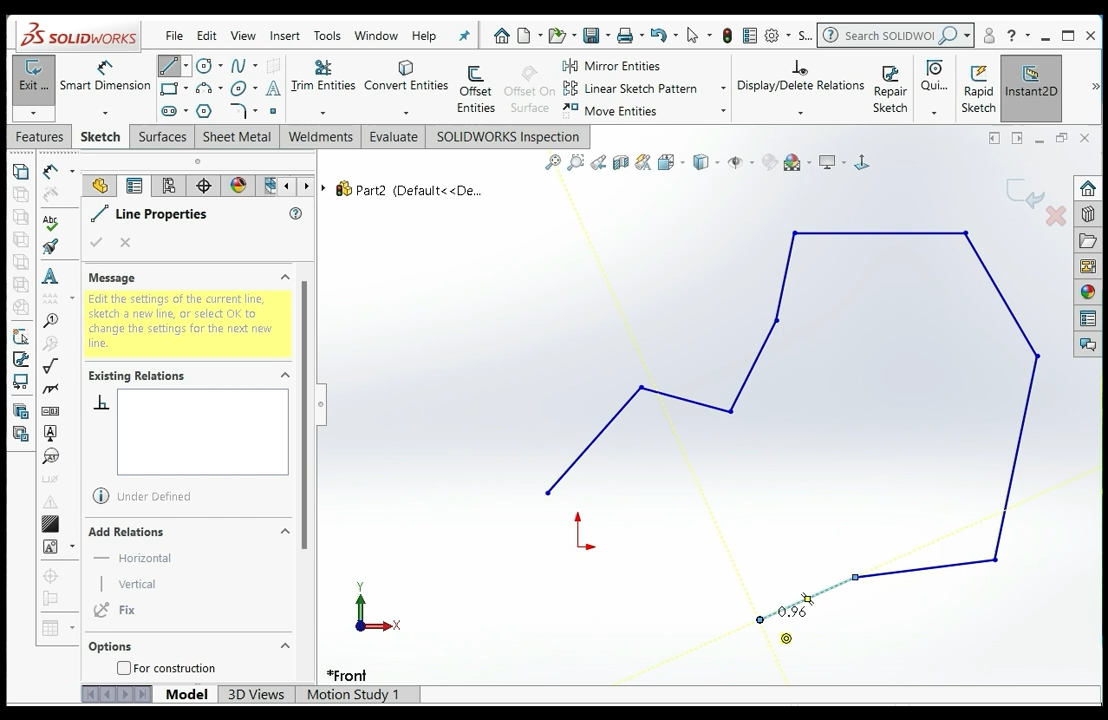 SOLIDWORKS File Edit View Insert Tools Window Help S... Search SOLIDWOI ?
Exit ... Smart Dimension Trim Entities Convert Entities Offset Entities Offset On Surface Mirror Entities Linear Sketch Pattern Move Entities Display/Delete Relations Repair Sketch Qui... Rapid Sketch Instant2D
Features Sketch Surfaces Sheet Metal Weldments Evaluate SOLIDWORKS Inspection
Part2 (Default<<De...
Line Properties
Message
Edit the settings of the current line,
sketch a new line, or select OK to
change the settings for the next new
line.
Existing Relations
Under Defined
Add Relations
Horizontal
Vertical
Fix
Options
For construction
0.96
Y
X
*Front
Model 3D Views Motion Study 1